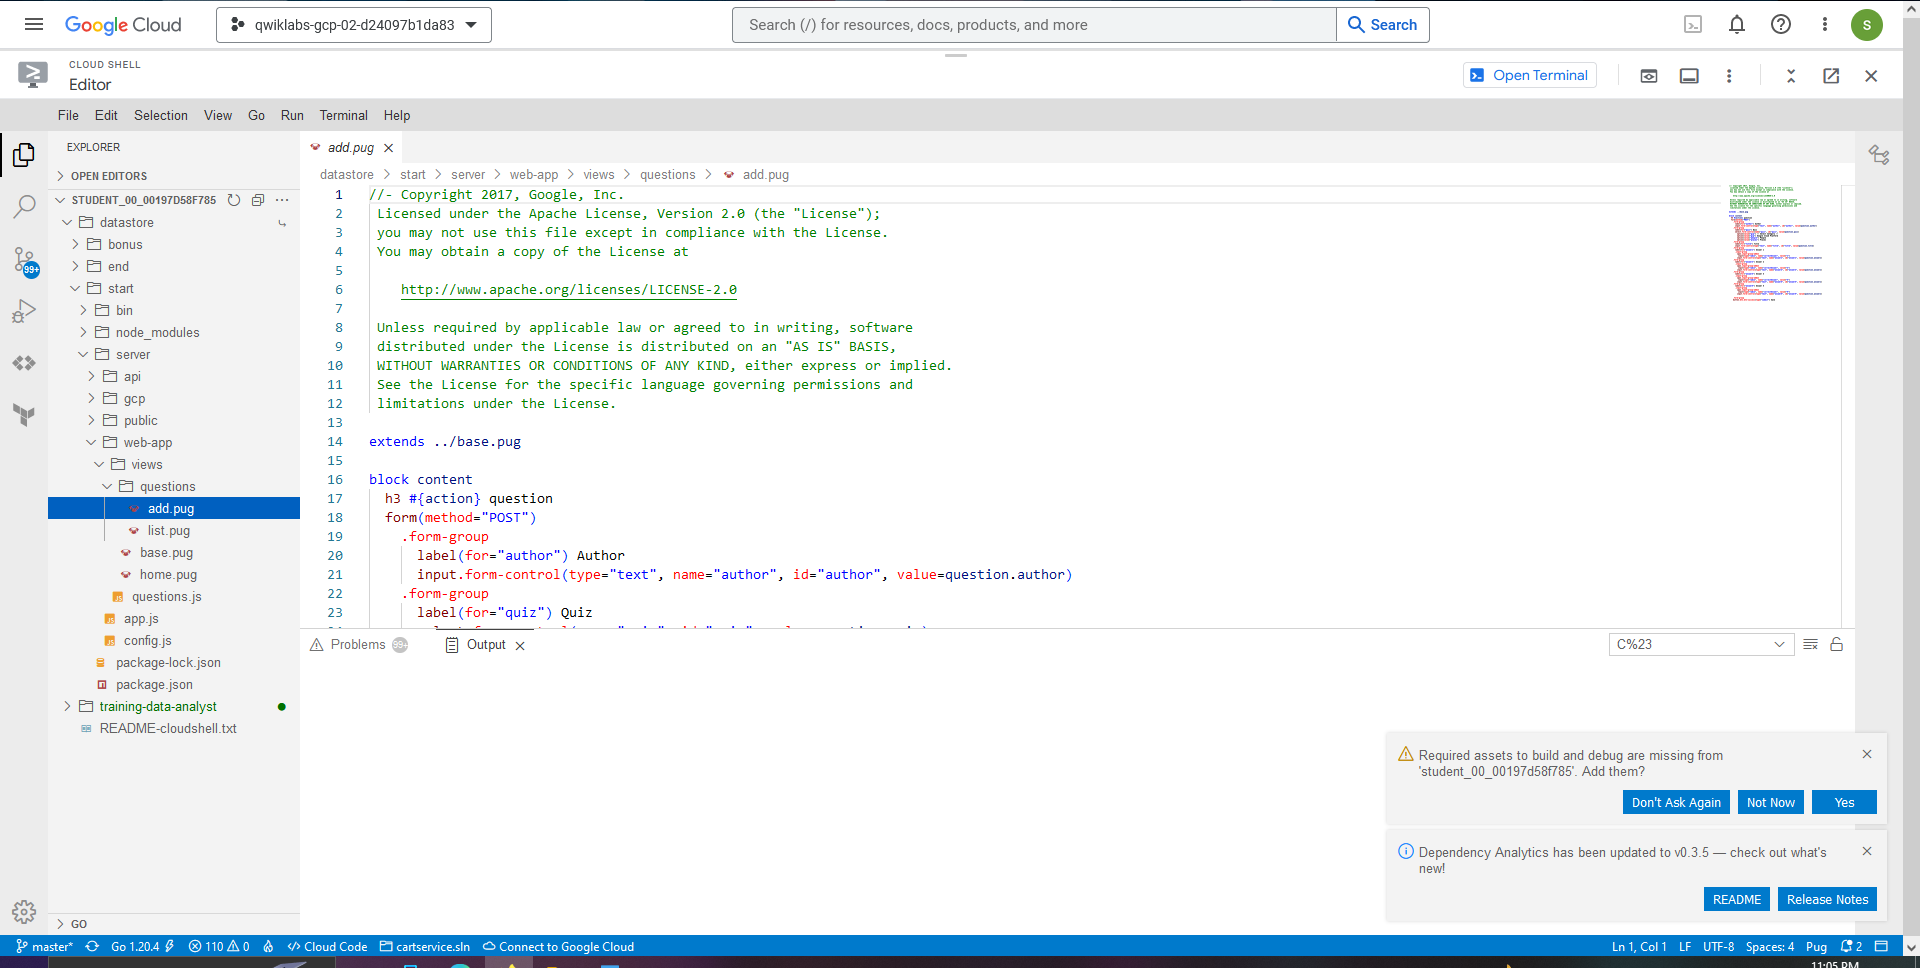 Google Cloud
qwiklabs-gcp-02-d24097b1da83
Search (/) for resources, docs, products, and more
Search
S
CLOUD SHELL
Editor
Open Terminal
File Edit Selection View Go Run Terminal Help
EXPLORER
OPEN EDITORS
STUDENT_00_00197D58F785
datastore
bonus
end
start
bin
node_modules
server
api
gcp
public
web-app
views
questions
add.pug
list.pug
base.pug
home.pug
questions.js
app.js
config.js
package-lock.json
package.json
training-data-analyst
README-cloudshell.txt
GO
99+
add.pug
datastore > start > server > web-app > views > questions > add.pug
1 //- Copyright 2017, Google, Inc.
2 Licensed under the Apache License, Version 2.0 (the "License");
3 you may not use this file except in compliance with the License.
4 You may obtain a copy of the License at
5
6 http://www.apache.org/licenses/LICENSE-2.0
7
8 Unless required by applicable law or agreed to in writing, software
9 distributed under the License is distributed on an "AS IS" BASIS,
10 WITHOUT WARRANTIES OR CONDITIONS OF ANY KIND, either express or implied.
11 See the License for the specific language governing permissions and
12 limitations under the License.
13
14 extends ../base.pug
15
16 block content
17 h3 #{action} question
18 form(method="POST")
19 .form-group
20 label(for="author") Author
21 input.form-control(type="text", name="author", id="author", value=question.author)
22 .form-group
23 label(for="quiz") Quiz
Problems 99+
Output
C%23
Required assets to build and debug are missing from
'student_00_00197d58f785'. Add them?
Don't Ask Again Not Now Yes
Dependency Analytics has been updated to v0.3.5 — check out what's
new!
README Release Notes
master* Go 1.20.4 110 0 </> Cloud Code cartservice.sln Connect to Google Cloud
Ln 1, Col 1 LF UTF-8 Spaces: 4 Pug 2
11:05 PM